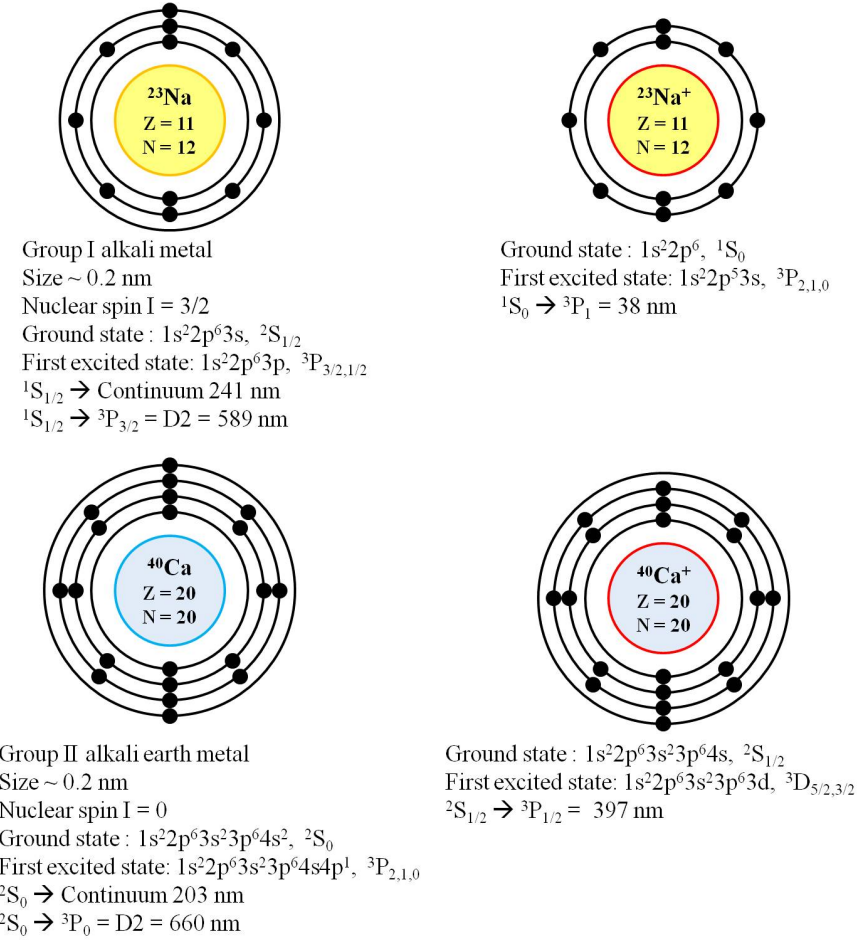 ²³Na
Z = 11
N = 12
Group I alkali metal
Size ~ 0.2 nm
Nuclear spin I = 3/2
Ground state : 1s²2p⁶3s, ²S₁/₂
First excited state: 1s²2p⁶3p, ³P₃/₂,₁/₂
¹S₁/₂ → Continuum 241 nm
¹S₁/₂ → ³P₃/₂ = D2 = 589 nm
²³Na⁺
Z = 11
N = 12
Ground state : 1s²2p⁶, ¹S₀
First excited state: 1s²2p⁵3s, ³P₂,₁,₀
¹S₀ → ³P₁ = 38 nm
⁴⁰Ca
Z = 20
N = 20
Group II alkali earth metal
Size ~ 0.2 nm
Nuclear spin I = 0
Ground state : 1s²2p⁶3s²3p⁶4s², ²S₀
First excited state: 1s²2p⁶3s²3p⁶4s4p¹, ³P₂,₁,₀
²S₀ → Continuum 203 nm
²S₀ → ³P₀ = D2 = 660 nm
⁴⁰Ca⁺
Z = 20
N = 20
Ground state : 1s²2p⁶3s²3p⁶4s, ²S₁/₂
First excited state: 1s²2p⁶3s²3p⁶3d, ³D₅/₂,₃/₂
²S₁/₂ → ³P₁/₂ = 397 nm